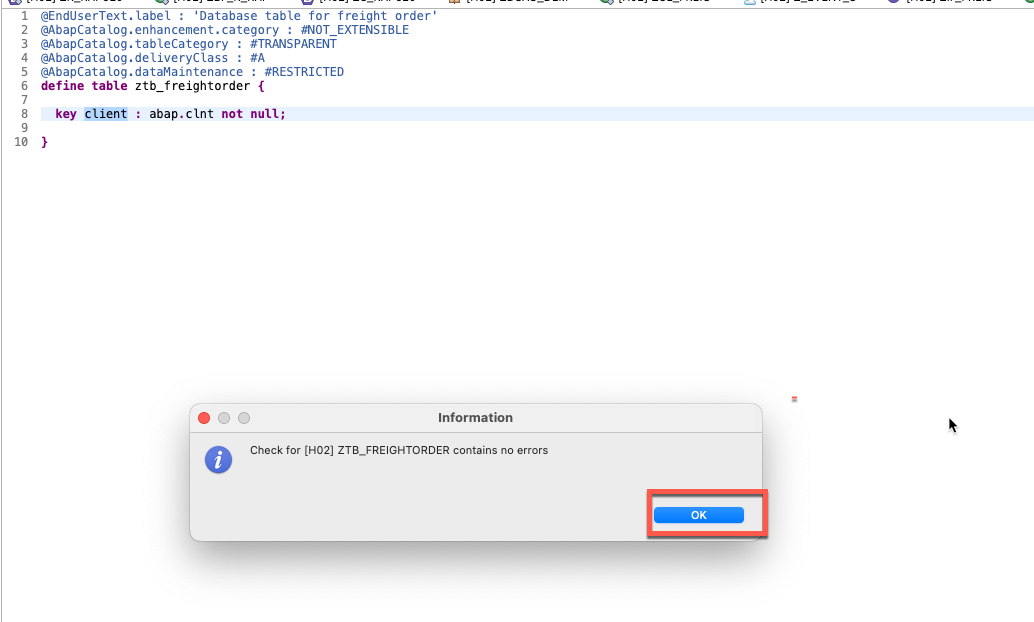 1 @EndUserText.label : 'Database table for freight order'
2 @AbapCatalog.enhancement.category : #NOT_EXTENSIBLE
3 @AbapCatalog.tableCategory : #TRANSPARENT
4 @AbapCatalog.deliveryClass : #A
5 @AbapCatalog.dataMaintenance : #RESTRICTED
6 define table ztb_freightorder {
7
8 key client : abap.clnt not null;
9
10 }
Information
Check for [H02] ZTB_FREIGHTORDER contains no errors
OK